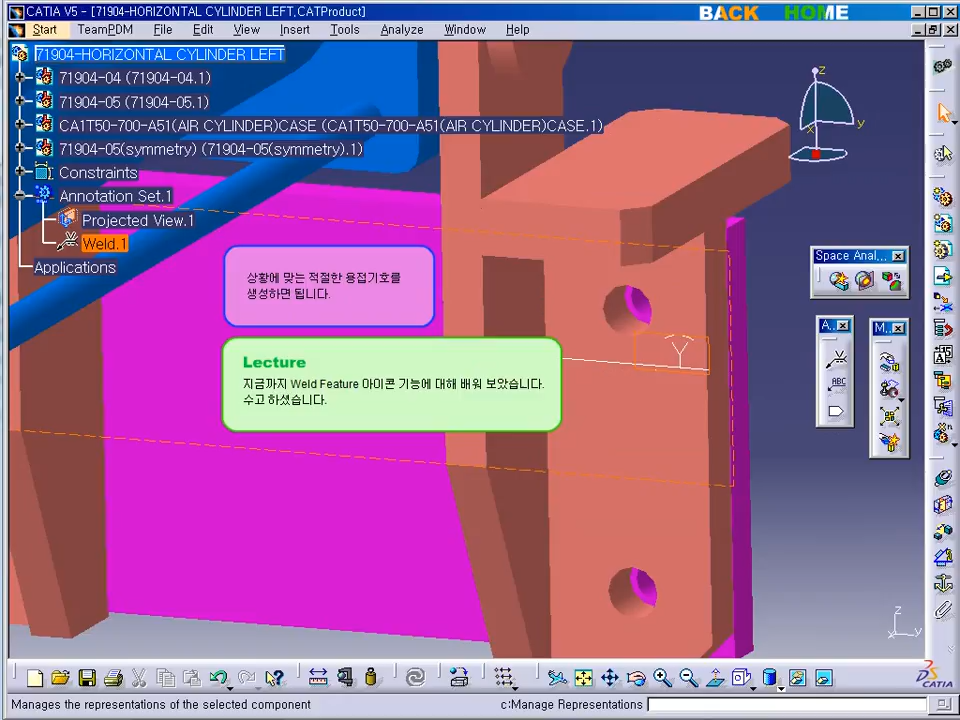 CATIA V5 - [71904-HORIZONTAL CYLINDER LEFT,CATProduct]
BACK HOME
Start TeamPDM File Edit View Insert Tools Analyze Window Help
71904-HORIZONTAL CYLINDER LEFT
71904-04 (71904-04.1)
71904-05 (71904-05.1)
CA1T50-700-A51(AIR CYLINDER)CASE (CA1T50-700-A51(AIR CYLINDER)CASE.1)
71904-05(symmetry) (71904-05(symmetry).1)
Constraints
Annotation Set.1
Projected View.1
Weld.1
Applications
z
y
x
Space Anal...
A..
M..
ABC
상황에 맞는 적절한 용접기호를
생성하면 됩니다.
Lecture
지금까지 Weld Feature 아이콘 기능에 대해 배워 보았습니다.
수고 하셨습니다.
z
x
y
CATIA
Manages the representations of the selected component
c:Manage Representations